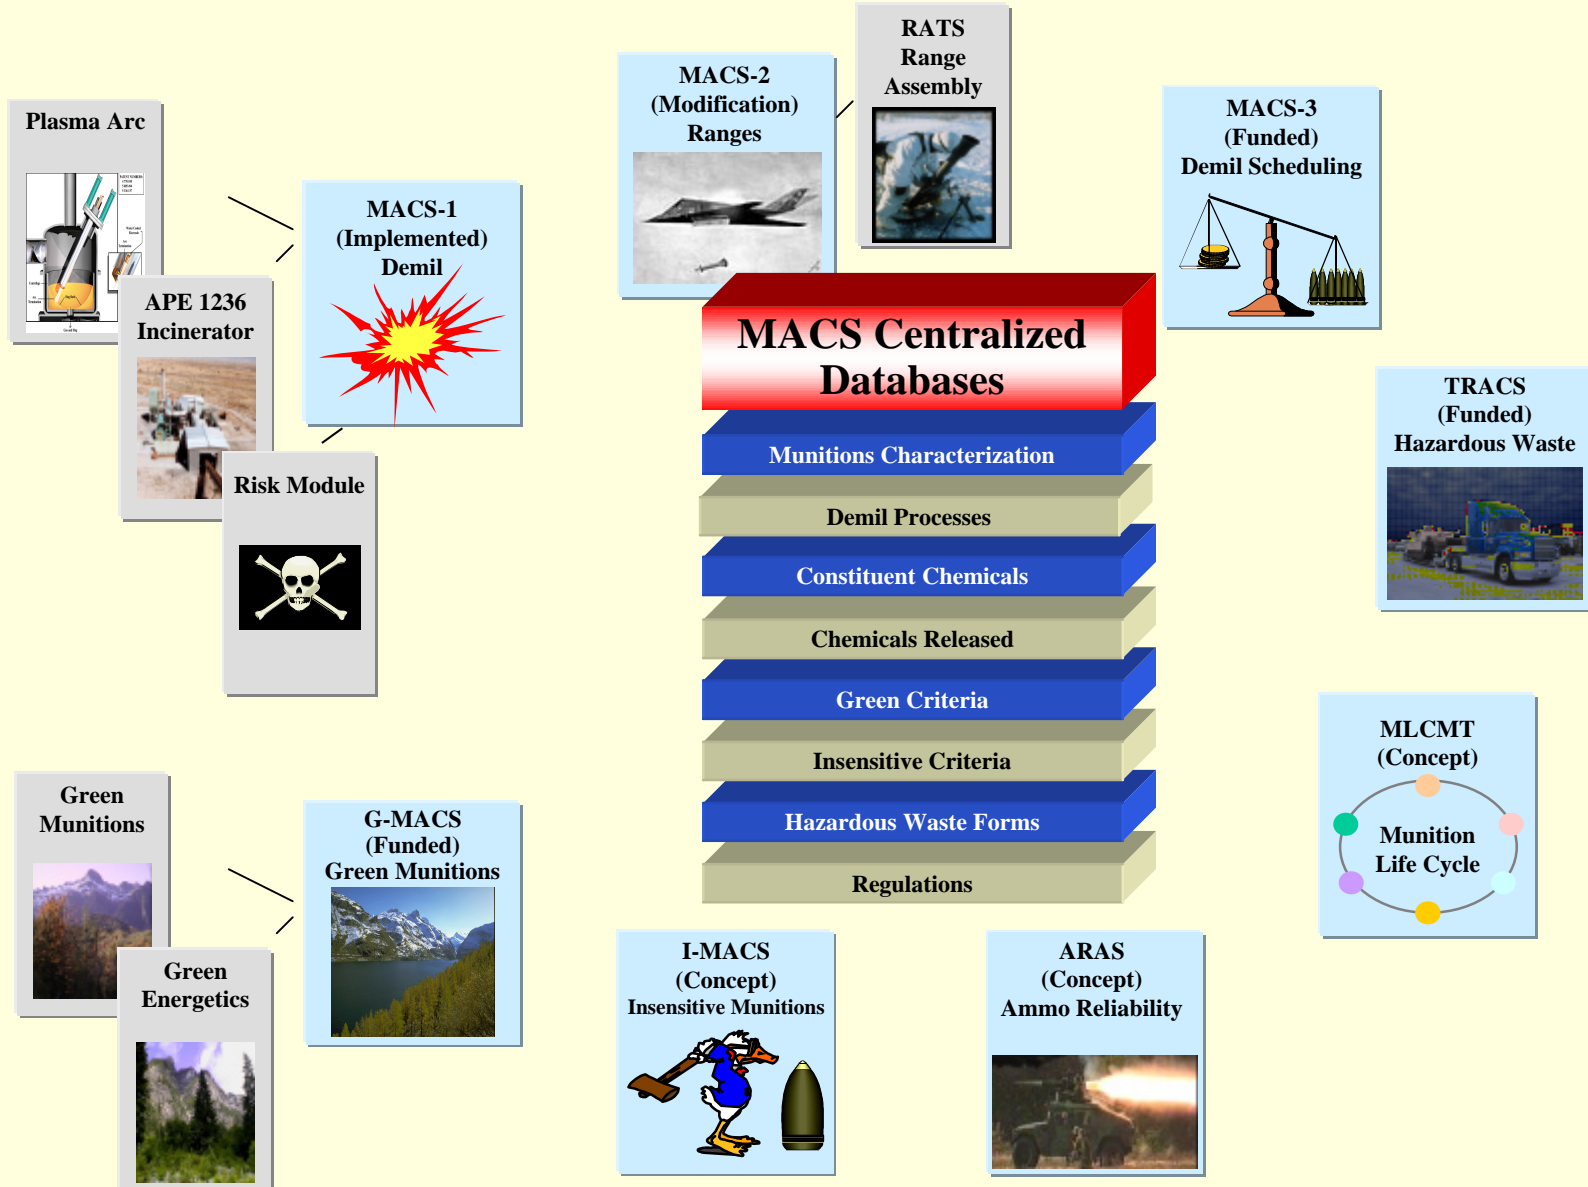 Plasma Arc
APE 1236
Incinerator
Risk Module
MACS-1
(Implemented)
Demil
MACS-2
(Modification)
Ranges
RATS
Range
Assembly
MACS-3
(Funded)
Demil Scheduling
TRACS
(Funded)
Hazardous Waste
MACS Centralized
Databases
Munitions Characterization
Demil Processes
Constituent Chemicals
Chemicals Released
Green Criteria
Insensitive Criteria
Hazardous Waste Forms
Regulations
MLCMT
(Concept)
Munition
Life Cycle
Green
Munitions
Green
Energetics
G-MACS
(Funded)
Green Munitions
I-MACS
(Concept)
Insensitive Munitions
ARAS
(Concept)
Ammo Reliability